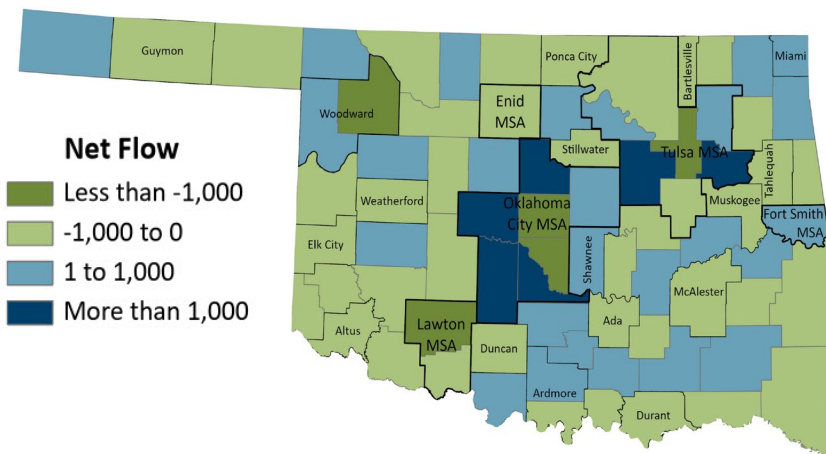 Guymon
Ponca City
Bartlesville
Miami
Woodward
Enid
MSA
Net Flow
Less than -1,000
-1,000 to 0
1 to 1,000
More than 1,000
Stillwater
Tulsa MSA
Tahlequah
Weatherford
Oklahoma
City MSA
Muskogee
Fort Smith
MSA
Elk City
Shawnee
McAlester
Altus
Lawton
MSA
Ada
Duncan
Ardmore
Durant